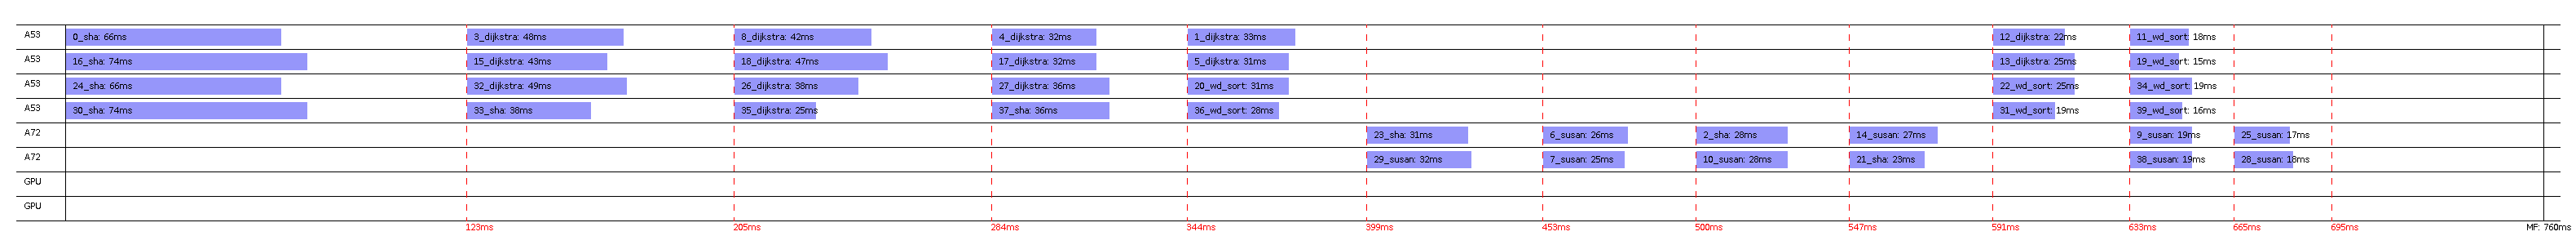 A53 0_sha: 66ms 3_dijkstra: 48ms 8_dijkstra: 42ms 4_dijkstra: 32ms 1_dijkstra: 33ms 12_dijkstra: 22ms 11_wd_sort: 18ms
A53 16_sha: 74ms 15_dijkstra: 43ms 18_dijkstra: 47ms 17_dijkstra: 32ms 5_dijkstra: 31ms 13_dijkstra: 25ms 19_wd_sort: 15ms
A53 24_sha: 66ms 32_dijkstra: 49ms 26_dijkstra: 38ms 27_dijkstra: 36ms 20_wd_sort: 31ms 22_wd_sort: 25ms 34_wd_sort: 19ms
A53 30_sha: 74ms 33_sha: 38ms 35_dijkstra: 25ms 37_sha: 36ms 36_wd_sort: 28ms 31_wd_sort: 19ms 39_wd_sort: 16ms
A72 23_sha: 31ms 6_susan: 26ms 2_sha: 28ms 14_susan: 27ms 9_susan: 19ms 25_susan: 17ms
A72 29_susan: 32ms 7_susan: 25ms 10_susan: 28ms 21_sha: 23ms 38_susan: 19ms 28_susan: 18ms
GPU
GPU
123ms 205ms 284ms 344ms 399ms 453ms 500ms 547ms 591ms 633ms 665ms 695ms MF: 760ms